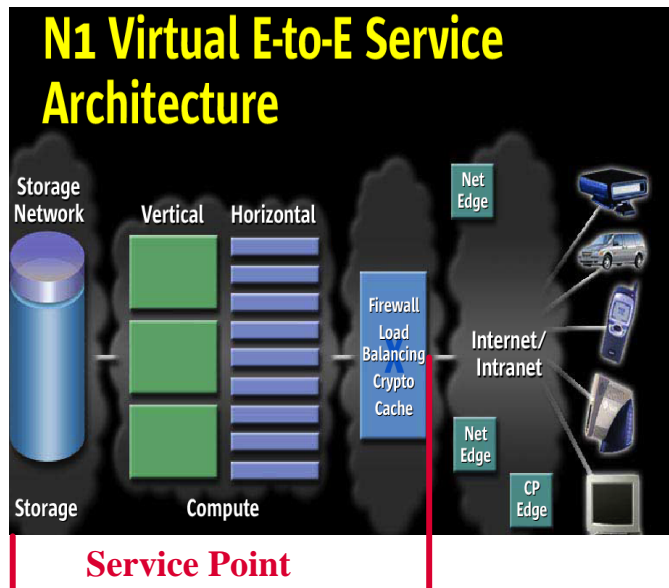 N1 Virtual E-to-E Service
Architecture
Storage
Network
Vertical
Horizontal
Net
Edge
Firewall
Load
Balancing
X
Crypto
Cache
Internet/
Intranet
Net
Edge
CP
Edge
Storage
Compute
Service Point